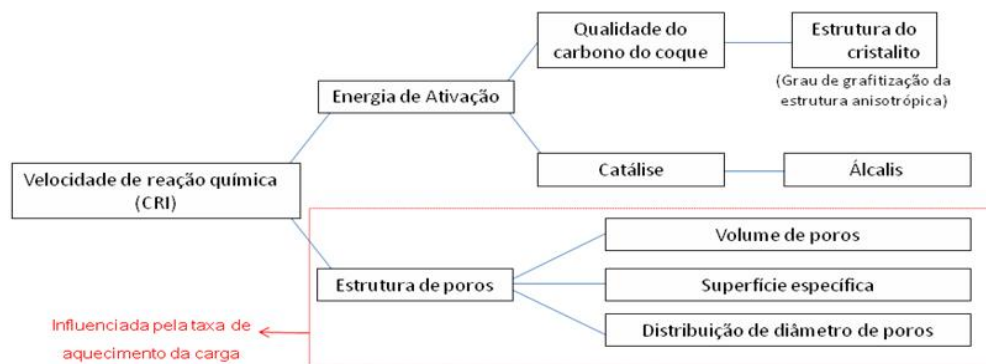 Qualidade do
carbono do coque
Estrutura do
cristalito
(Grau de grafitização da
estrutura anisotrópica)
Energia de Ativação
Catálise
Álcalis
Velocidade de reação química
(CRI)
Volume de poros
Estrutura de poros
Superfície específica
Distribuição de diâmetro de poros
Influenciada pela taxa de
aquecimento da carga